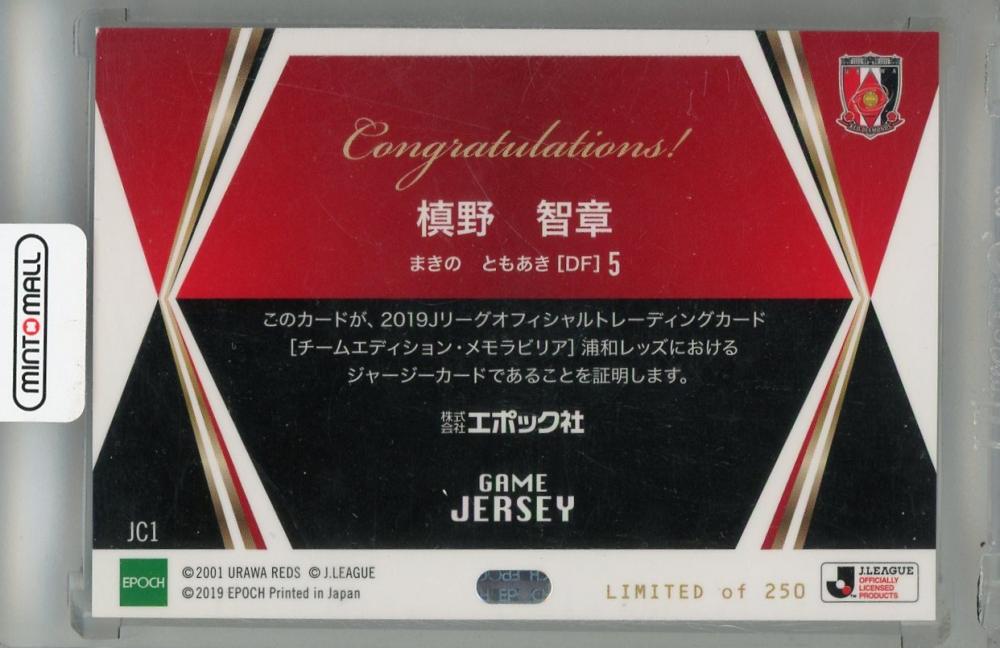 Congratulations!
槙野 智章
まきの ともあき [DF] 5
このカードが、2019Jリーグオフィシャルトレーディングカード
[チームエディション・メモラビリア] 浦和レッズにおける
ジャージーカードであることを証明します。
株式会社エポック社
GAME
JERSEY
JC1
EPOCH
©2001 URAWA REDS ©J.LEAGUE
©2019 EPOCH Printed in Japan
LIMITED of 250
J.LEAGUE
OFFICIALLY
LICENSED
PRODUCTS
MINTOMALL